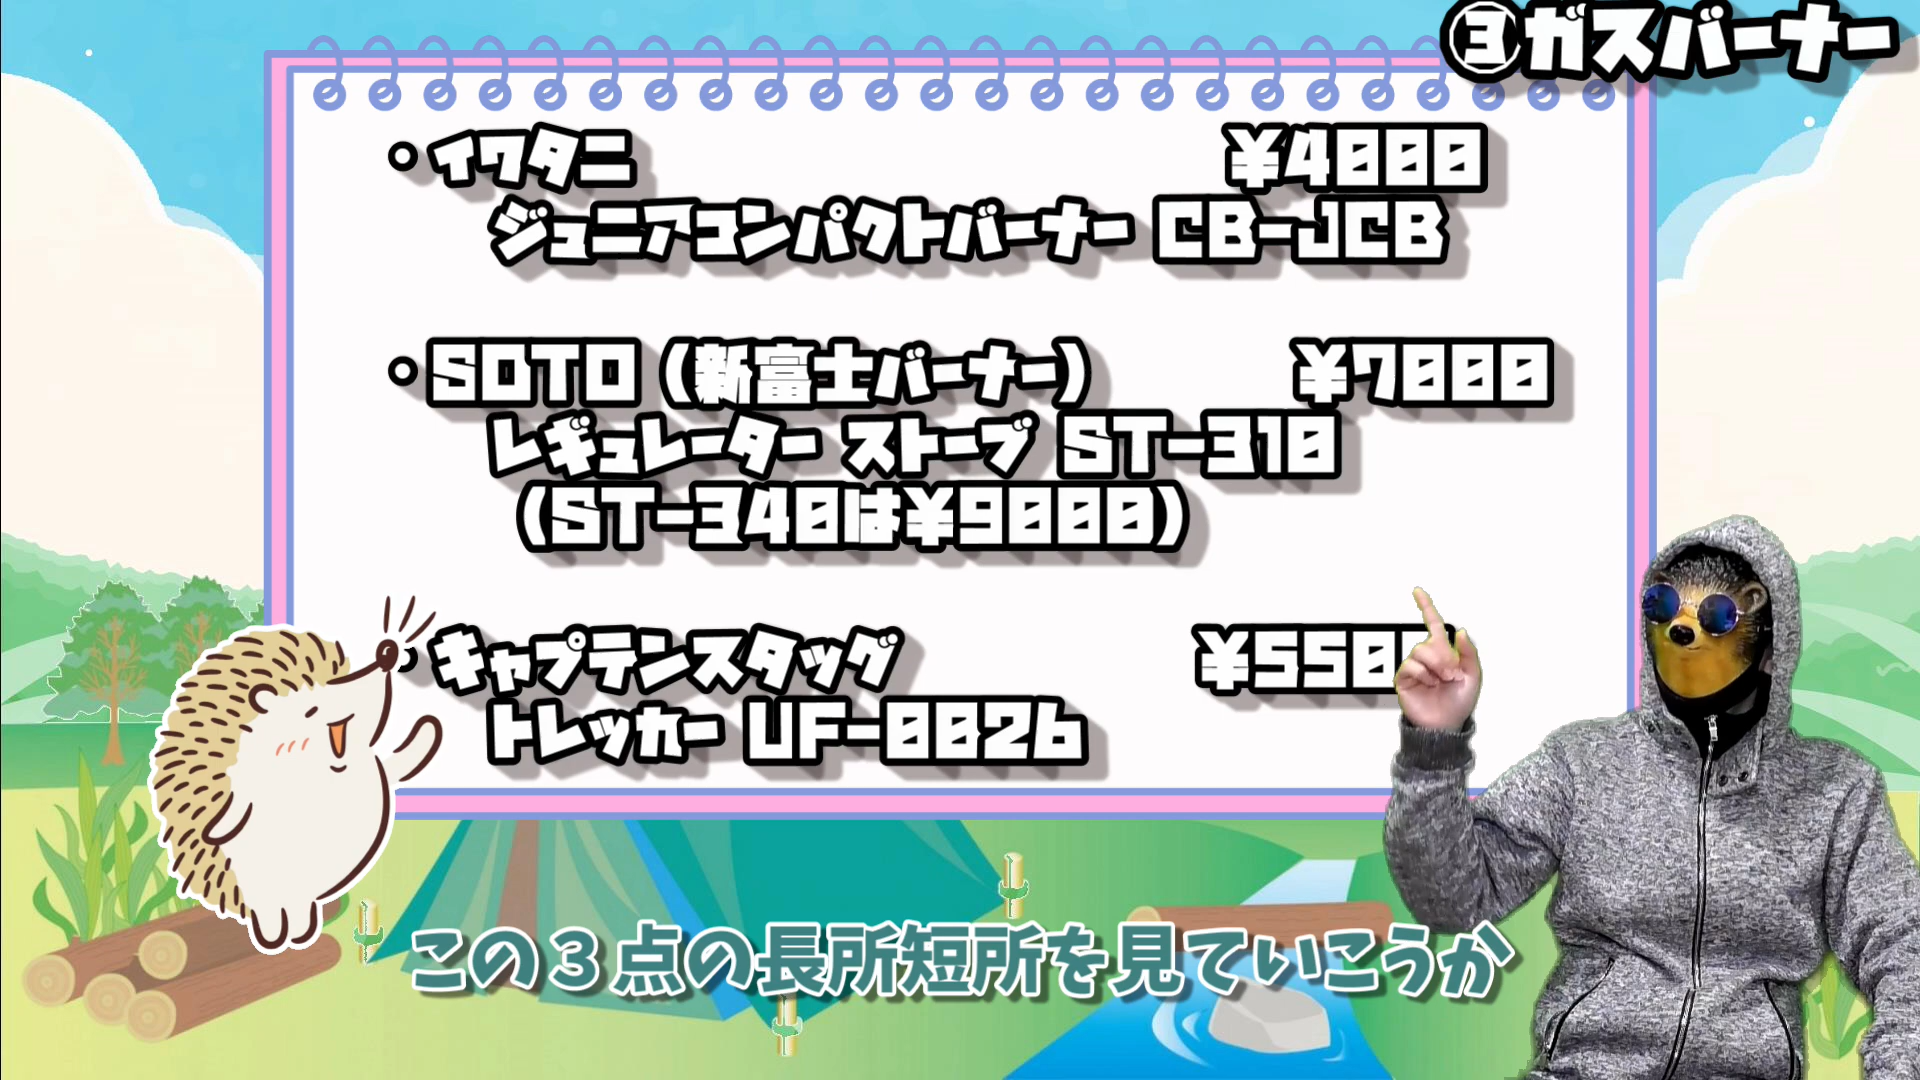 ③ガスバーナー
・イワタニ ¥4000
ジュニアコンパクトバーナー CB-JCB
・SOTO（新富士バーナー） ¥7000
レギュレーター ストーブ ST-310
（ST-340は¥9000）
・キャプテンスタッグ ¥550
トレッカー UF-0026
この３点の長所短所を見ていこうか